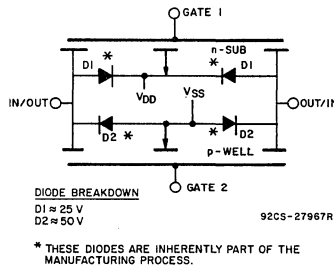 GATE 1
n-SUB
* *
D1 D1
VDD VSS
IN/OUT OUT/IN
* *
D2 D2
p-WELL
GATE 2
DIODE BREAKDOWN
D1 ≈ 25 V
D2 ≈ 50 V
92CS-27967R
* THESE DIODES ARE INHERENTLY PART OF THE
MANUFACTURING PROCESS.